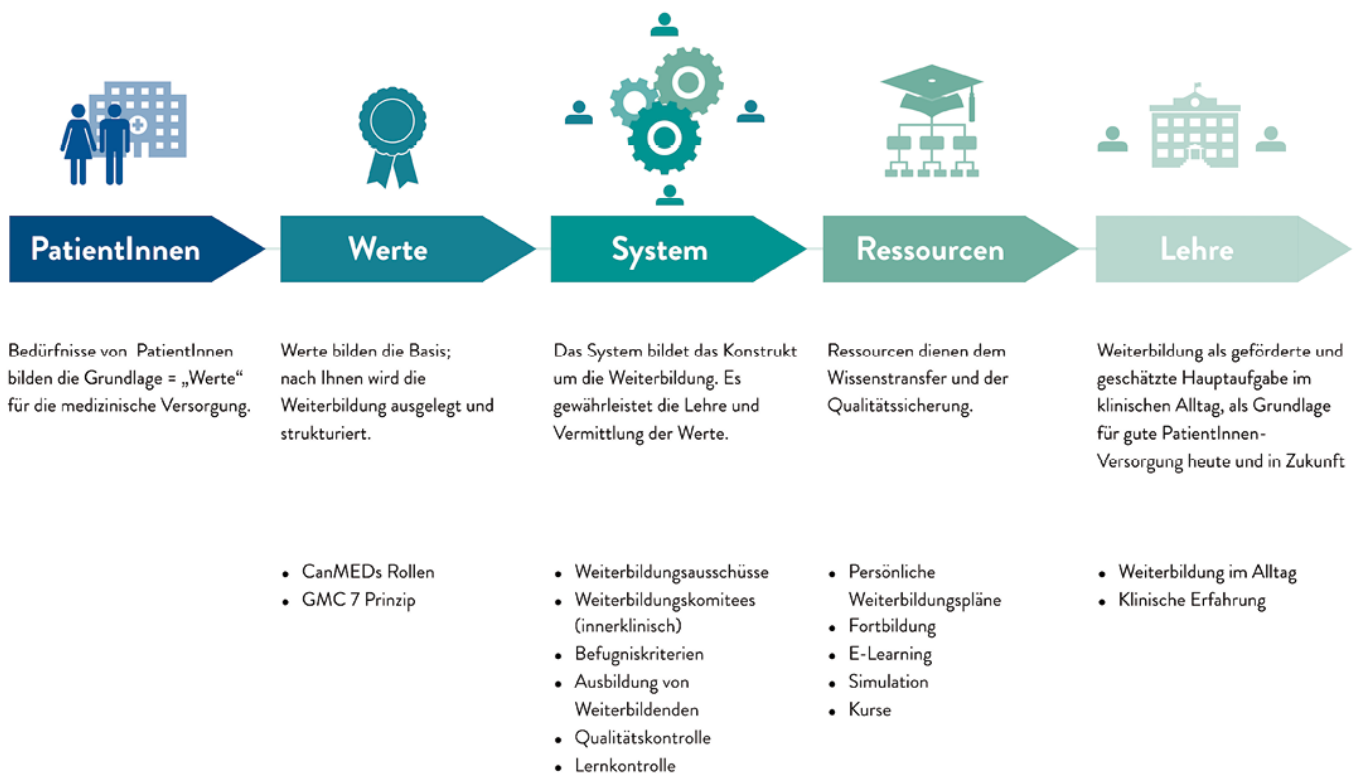 PatientInnen
Werte
System
Ressourcen
Lehre
Bedürfnisse von PatientInnen
bilden die Grundlage = „Werte“
für die medizinische Versorgung.
Werte bilden die Basis;
nach Ihnen wird die
Weiterbildung ausgelegt und
strukturiert.
Das System bildet das Konstrukt
um die Weiterbildung. Es
gewährleistet die Lehre und
Vermittlung der Werte.
Ressourcen dienen dem
Wissenstransfer und der
Qualitätssicherung.
Weiterbildung als geförderte und
geschätzte Hauptaufgabe im
klinischen Alltag, als Grundlage
für gute PatientInnen-
Versorgung heute und in Zukunft
• CanMEDs Rollen
• GMC 7 Prinzip
• Weiterbildungsausschüsse
• Weiterbildungskomitees
(innerklinisch)
• Befugniskriterien
• Ausbildung von
Weiterbildenden
• Qualitätskontrolle
• Lernkontrolle
• Persönliche
Weiterbildungspläne
• Fortbildung
• E-Learning
• Simulation
• Kurse
• Weiterbildung im Alltag
• Klinische Erfahrung